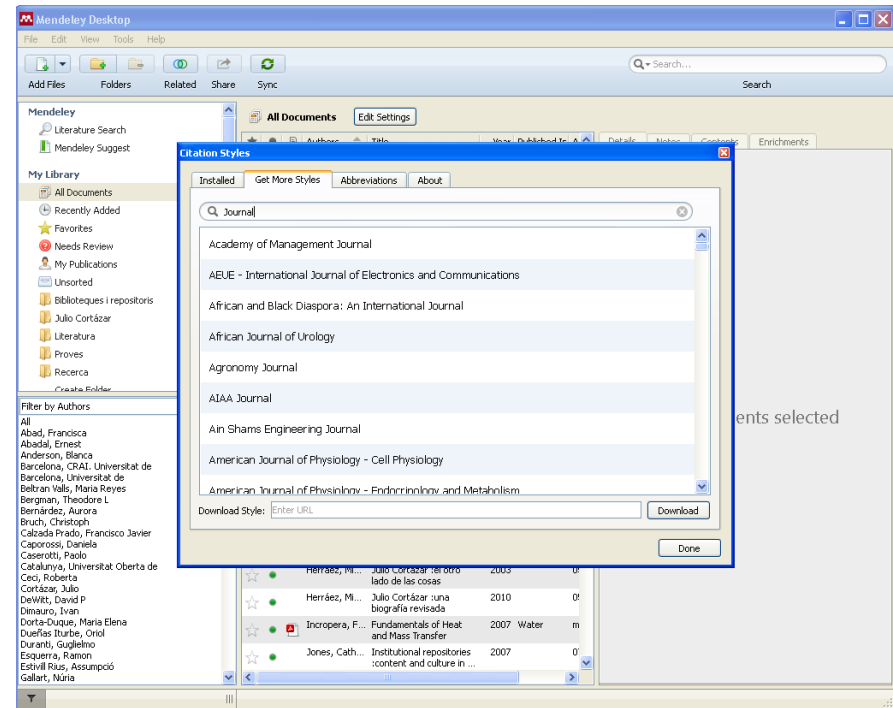 Mendeley Desktop
File Edit View Tools Help
Add Files Folders Related Share Sync
Search...
Search
Mendeley
Literature Search
Mendeley Suggest
My Library
All Documents
Recently Added
Favorites
Needs Review
My Publications
Unsorted
Biblioteques i repositoris
Julio Cortázar
Literatura
Proves
Recerca
Create Folder
Filter by Authors
All
Abad, Francisca
Abadal, Ernest
Anderson, Blanca
Barcelona, CRAI. Universitat de
Barcelona, Universitat de
Beltran Valls, Maria Reyes
Bergman, Theodore L
Bernárdez, Aurora
Bruch, Christoph
Calzada Prado, Francisco Javier
Caporossi, Daniela
Caserotti, Paolo
Catalunya, Universitat Oberta de
Ceci, Roberta
Cortázar, Julio
DeWitt, David P
Dimauro, Ivan
Dorta-Duque, Maria Elena
Dueñas Iturbe, Oriol
Duranti, Guglielmo
Esquerra, Ramon
Estivill Rius, Assumpció
Gallart, Núria
All Documents Edit Settings
Authors Title Year Published In A
Details Notes Contents Enrichments
Citation Styles
Installed Get More Styles Abbreviations About
Journal
Academy of Management Journal
AEUE - International Journal of Electronics and Communications
African and Black Diaspora: An International Journal
African Journal of Urology
Agronomy Journal
AIAA Journal
Ain Shams Engineering Journal
American Journal of Physiology - Cell Physiology
American Journal of Physiology - Endocrinology and Metabolism
Download Style: Enter URL Download
Done
ents selected
Herráez, Mi... Julio Cortázar :el otro 2003
lado de las cosas
Herráez, Mi... Julio Cortázar :una 2010
biografía revisada
Incropera, F... Fundamentals of Heat 2007 Water m
and Mass Transfer
Jones, Cath... Institutional repositories 2007
:content and culture in ...